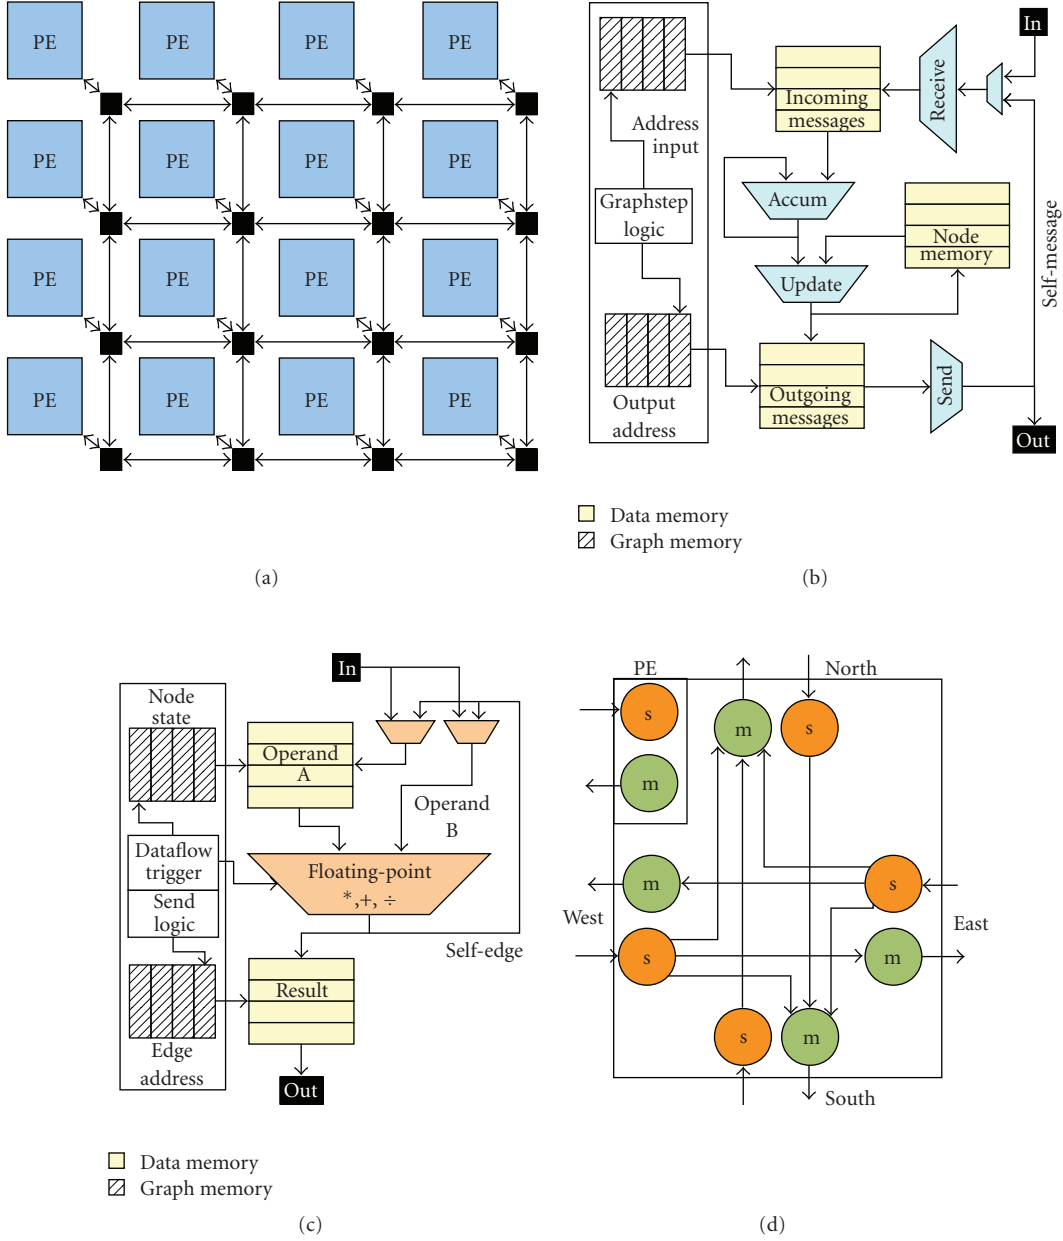 PE PE PE PE
PE PE PE PE
PE PE PE PE
PE PE PE PE
(a)
In
Receive
Incoming
messages
Address
input
Accum
Graphstep
logic
Node
memory
Self-message
Update
Outgoing
messages
Send
Output
address
Out
Data memory
Graph memory
(b)
In
Node
state
Operand
A
Operand
B
Dataflow
trigger
Send
logic
Floating-point
*,+, ÷
Self-edge
Result
Edge
address
Out
Data memory
Graph memory
(c)
PE
North
s
m
s
m
m
s
West
East
s
m
s
m
South
(d)